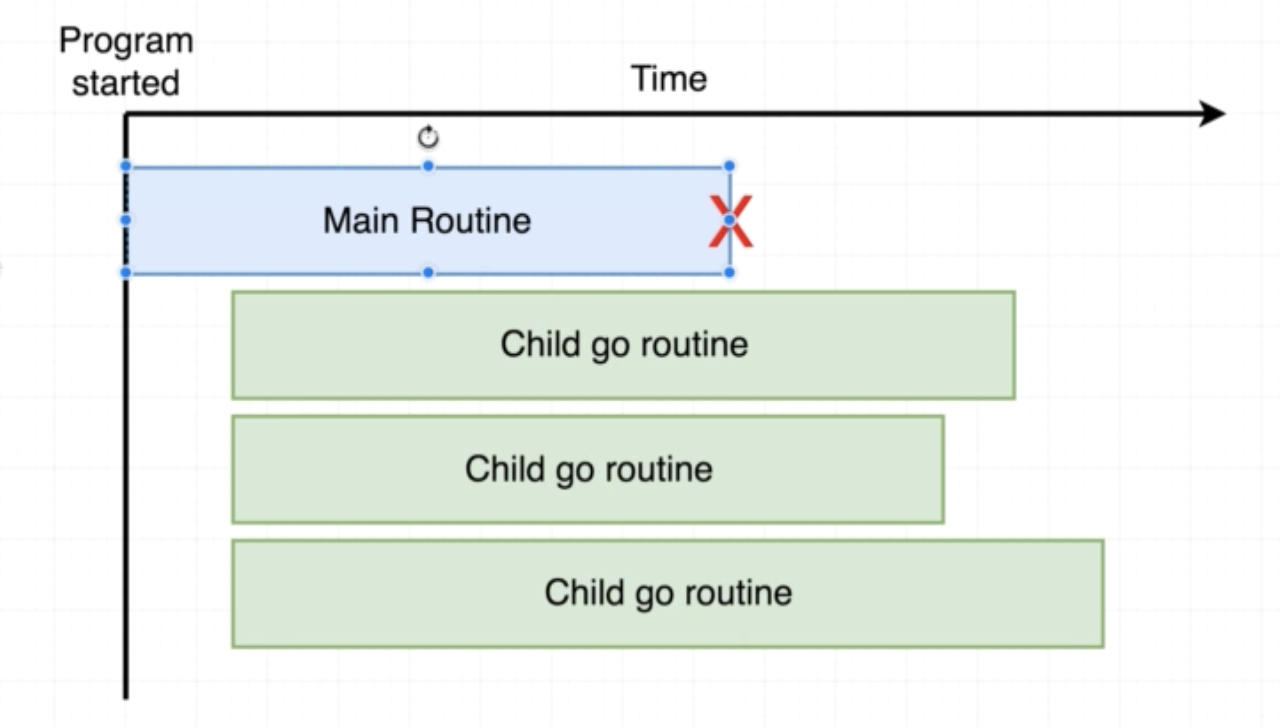 Program
started
Time
Main Routine
X
Child go routine
Child go routine
Child go routine